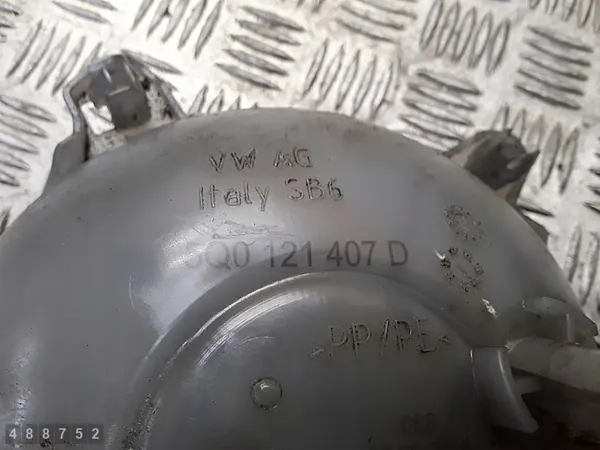 VW AG
Italy SB6
5Q0 121 407 D
>PP/PE<
488752